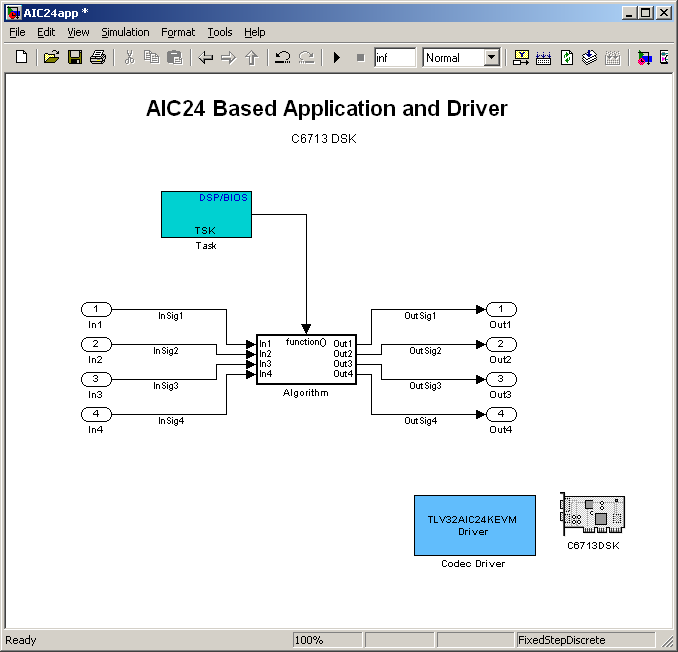 AIC24app *
File Edit View Simulation Format Tools Help
inf Normal
AIC24 Based Application and Driver
C6713 DSK
DSP/BIOS
TSK
Task
1
In1
InSig1
2
In2
InSig2
3
In3
InSig3
4
In4
InSig4
function()
In1
In2
In3
In4
Out1
Out2
Out3
Out4
Algorithm
OutSig1
1
Out1
OutSig2
2
Out2
OutSig3
3
Out3
OutSig4
4
Out4
TLV32AIC24KEVM
Driver
Codec Driver
C6713DSK
Ready 100% FixedStepDiscrete